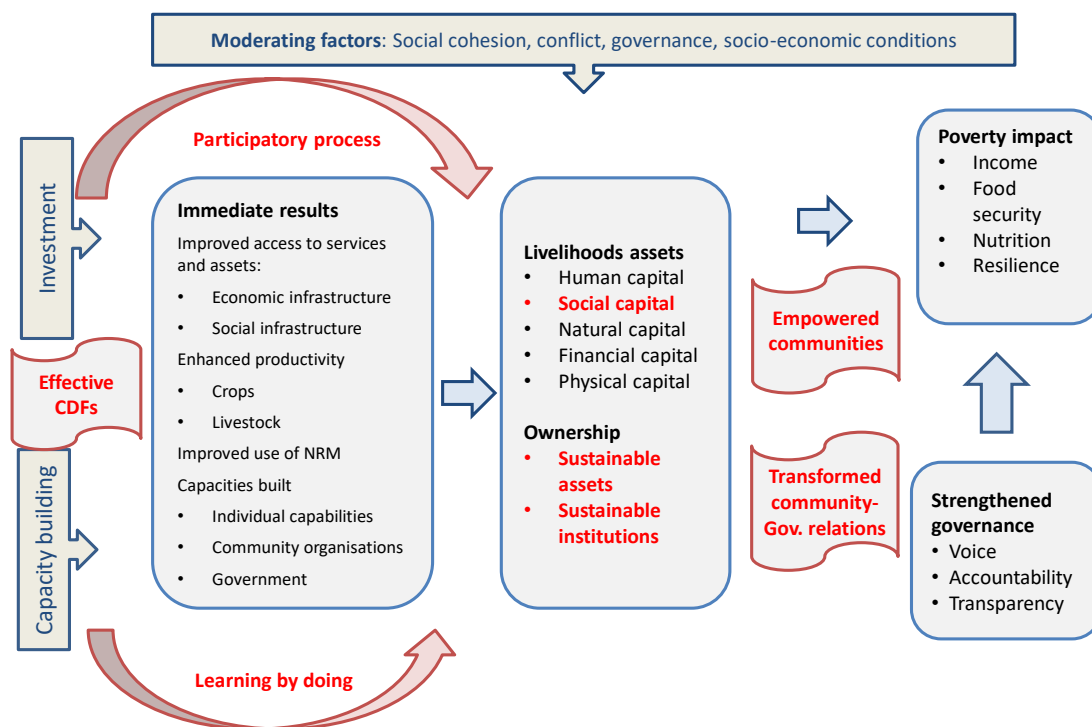 Moderating factors: Social cohesion, conflict, governance, socio-economic conditions
Participatory process
Investment
Effective
CDFs
Capacity building
Immediate results
Improved access to services
and assets:
• Economic infrastructure
• Social infrastructure
Enhanced productivity
• Crops
• Livestock
Improved use of NRM
Capacities built
• Individual capabilities
• Community organisations
• Government
Learning by doing
Livelihoods assets
• Human capital
• Social capital
• Natural capital
• Financial capital
• Physical capital
Ownership
• Sustainable
assets
• Sustainable
institutions
Empowered
communities
Transformed
community-
Gov. relations
Poverty impact
• Income
• Food
security
• Nutrition
• Resilience
Strengthened
governance
• Voice
• Accountability
• Transparency